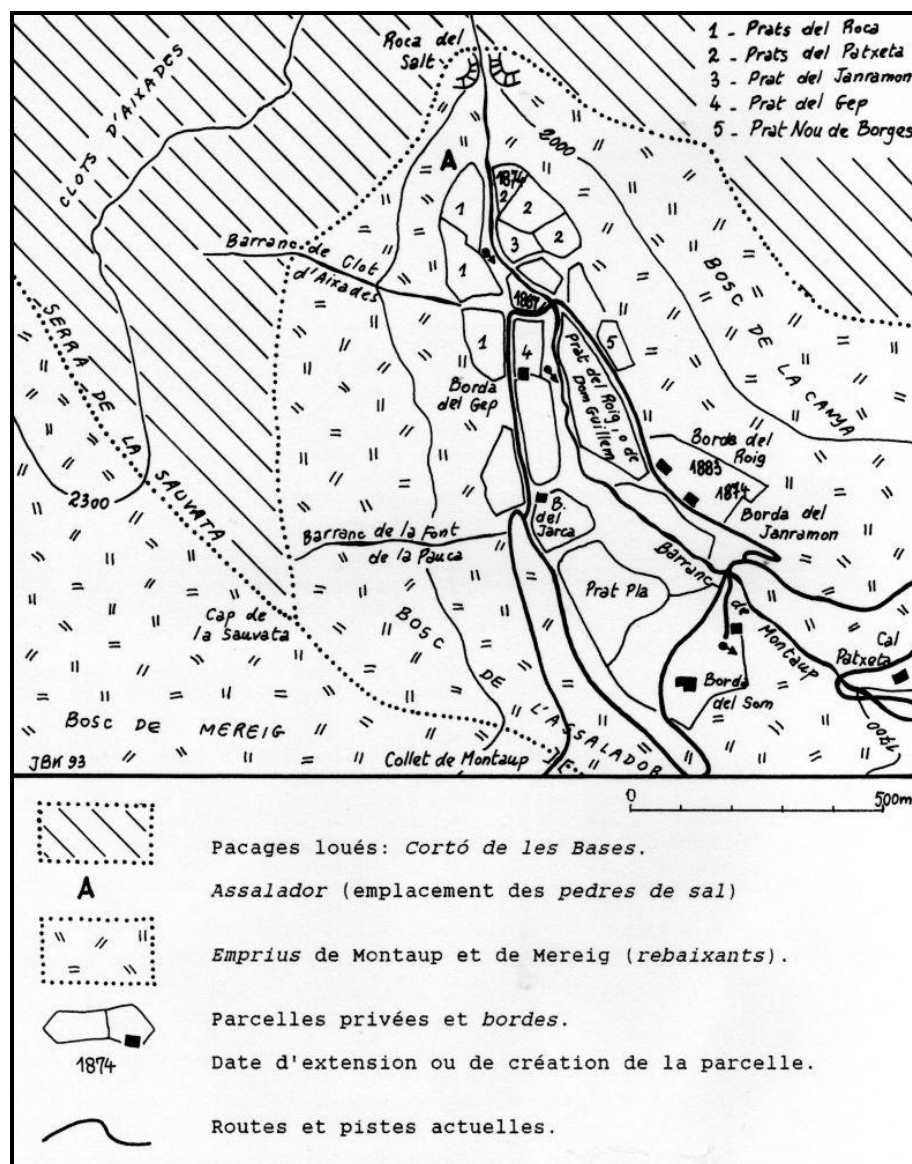 Roca del
Salt
1 - Prats del Roca
2 - Prats del Patxeta
3 - Prat del Janramon
4 - Prat del Gep
5 - Prat Nou de Borges
CLOTS D'AIXADES
2000
A
1874
1
2
2
2
3
Barranc de Clot
d'Aixades
1
1887
BOSC DE LA CANYA
1
4
5
Borda
del Gep
Prat del Roig, o de
Dom Guillem
SERRA DE LA SAUVATA
2300
Borda del
Roig
1883
1874
Borda del
Janramon
B.
del
Jarca
Barranc de la Font
de la Pauca
Barranc de Montaup
Prat Pla
Cap de
la Sauvata
Cal
Patxeta
Borda
del Som
1700
BOSC DE L'ASSALADOR
BOSC DE MEREIG
JBK 93
Collet de Montaup
0 500m
Pacages loués: Cortó de les Bases.
A Assalador (emplacement des pedres de sal)
Emprius de Montaup et de Mereig (rebaixants).
Parcelles privées et bordes.
1874 Date d'extension ou de création de la parcelle.
Routes et pistes actuelles.